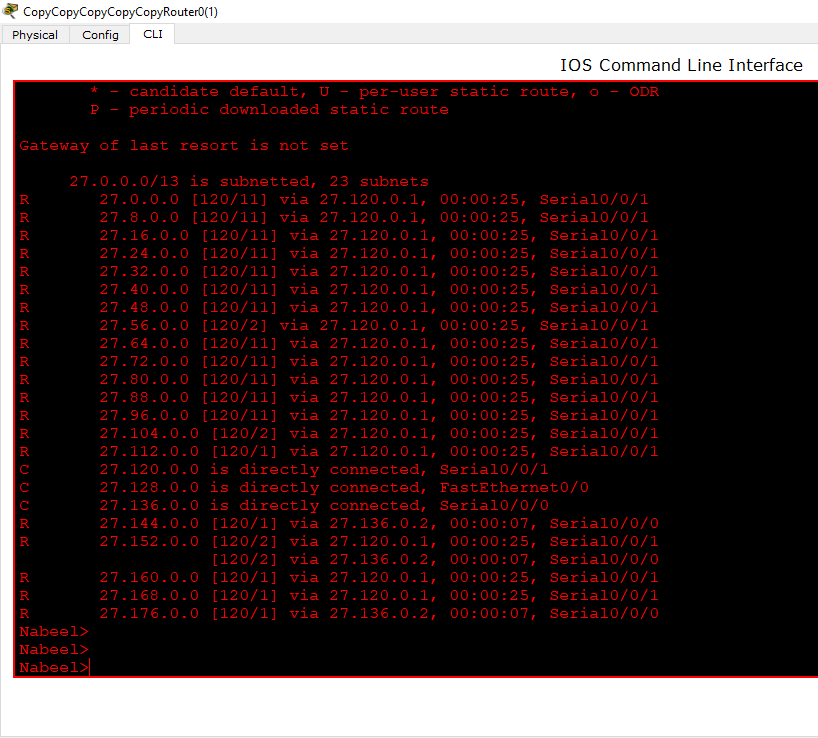 CopyCopyCopyCopyCopyRouter0(1)
Physical Config CLI
IOS Command Line Interface
* - candidate default, U - per-user static route, o - ODR
P - periodic downloaded static route
Gateway of last resort is not set
27.0.0.0/13 is subnetted, 23 subnets
R 27.0.0.0 [120/11] via 27.120.0.1, 00:00:25, Serial0/0/1
R 27.8.0.0 [120/11] via 27.120.0.1, 00:00:25, Serial0/0/1
R 27.16.0.0 [120/11] via 27.120.0.1, 00:00:25, Serial0/0/1
R 27.24.0.0 [120/11] via 27.120.0.1, 00:00:25, Serial0/0/1
R 27.32.0.0 [120/11] via 27.120.0.1, 00:00:25, Serial0/0/1
R 27.40.0.0 [120/11] via 27.120.0.1, 00:00:25, Serial0/0/1
R 27.48.0.0 [120/11] via 27.120.0.1, 00:00:25, Serial0/0/1
R 27.56.0.0 [120/2] via 27.120.0.1, 00:00:25, Serial0/0/1
R 27.64.0.0 [120/11] via 27.120.0.1, 00:00:25, Serial0/0/1
R 27.72.0.0 [120/11] via 27.120.0.1, 00:00:25, Serial0/0/1
R 27.80.0.0 [120/11] via 27.120.0.1, 00:00:25, Serial0/0/1
R 27.88.0.0 [120/11] via 27.120.0.1, 00:00:25, Serial0/0/1
R 27.96.0.0 [120/11] via 27.120.0.1, 00:00:25, Serial0/0/1
R 27.104.0.0 [120/2] via 27.120.0.1, 00:00:25, Serial0/0/1
R 27.112.0.0 [120/1] via 27.120.0.1, 00:00:25, Serial0/0/1
C 27.120.0.0 is directly connected, Serial0/0/1
C 27.128.0.0 is directly connected, FastEthernet0/0
C 27.136.0.0 is directly connected, Serial0/0/0
R 27.144.0.0 [120/1] via 27.136.0.2, 00:00:07, Serial0/0/0
R 27.152.0.0 [120/2] via 27.120.0.1, 00:00:25, Serial0/0/1
[120/2] via 27.136.0.2, 00:00:07, Serial0/0/0
R 27.160.0.0 [120/1] via 27.120.0.1, 00:00:25, Serial0/0/1
R 27.168.0.0 [120/1] via 27.120.0.1, 00:00:25, Serial0/0/1
R 27.176.0.0 [120/1] via 27.136.0.2, 00:00:07, Serial0/0/0
Nabeel>
Nabeel>
Nabeel>